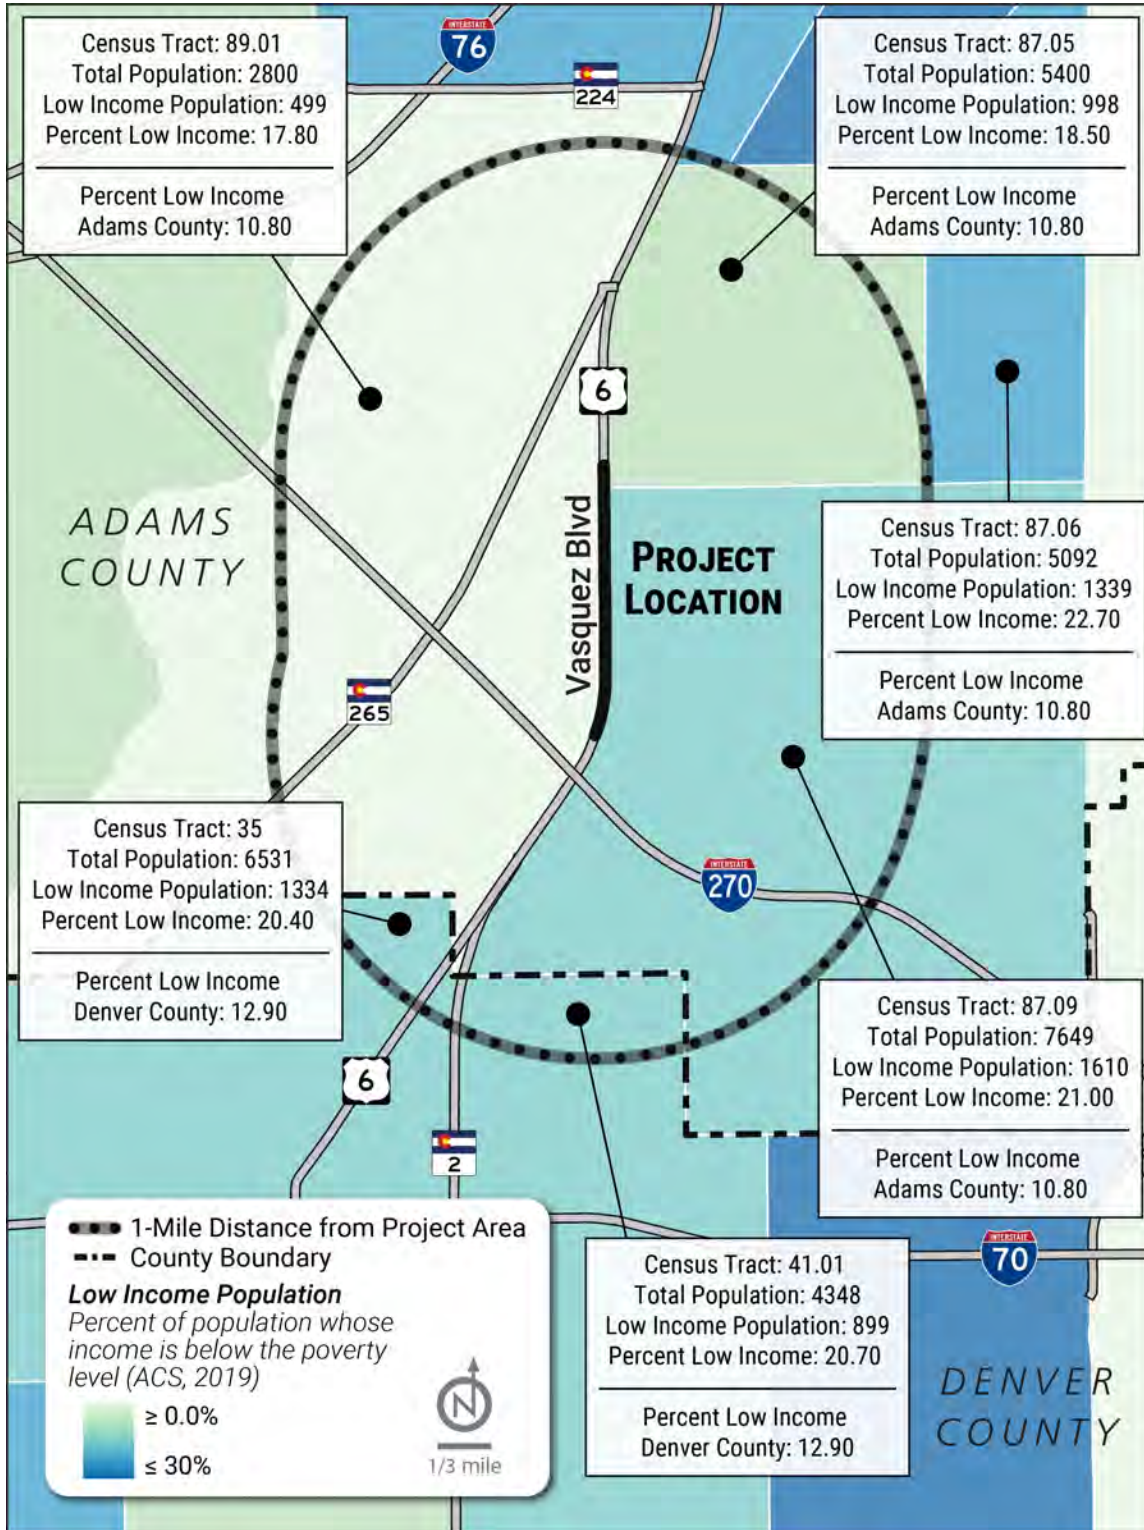 Census Tract: 89.01
Total Population: 2800
Low Income Population: 499
Percent Low Income: 17.80
Percent Low Income
Adams County: 10.80
INTERSTATE
76
224
Census Tract: 87.05
Total Population: 5400
Low Income Population: 998
Percent Low Income: 18.50
Percent Low Income
Adams County: 10.80
6
ADAMS
COUNTY
Vasquez Blvd
PROJECT
LOCATION
Census Tract: 87.06
Total Population: 5092
Low Income Population: 1339
Percent Low Income: 22.70
Percent Low Income
Adams County: 10.80
265
Census Tract: 35
Total Population: 6531
Low Income Population: 1334
Percent Low Income: 20.40
Percent Low Income
Denver County: 12.90
INTERSTATE
270
Census Tract: 87.09
Total Population: 7649
Low Income Population: 1610
Percent Low Income: 21.00
Percent Low Income
Adams County: 10.80
6
2
1-Mile Distance from Project Area
County Boundary
Low Income Population
Percent of population whose
income is below the poverty
level (ACS, 2019)
≥ 0.0%
≤ 30%
N
1/3 mile
Census Tract: 41.01
Total Population: 4348
Low Income Population: 899
Percent Low Income: 20.70
Percent Low Income
Denver County: 12.90
INTERSTATE
70
DENVER
COUNTY